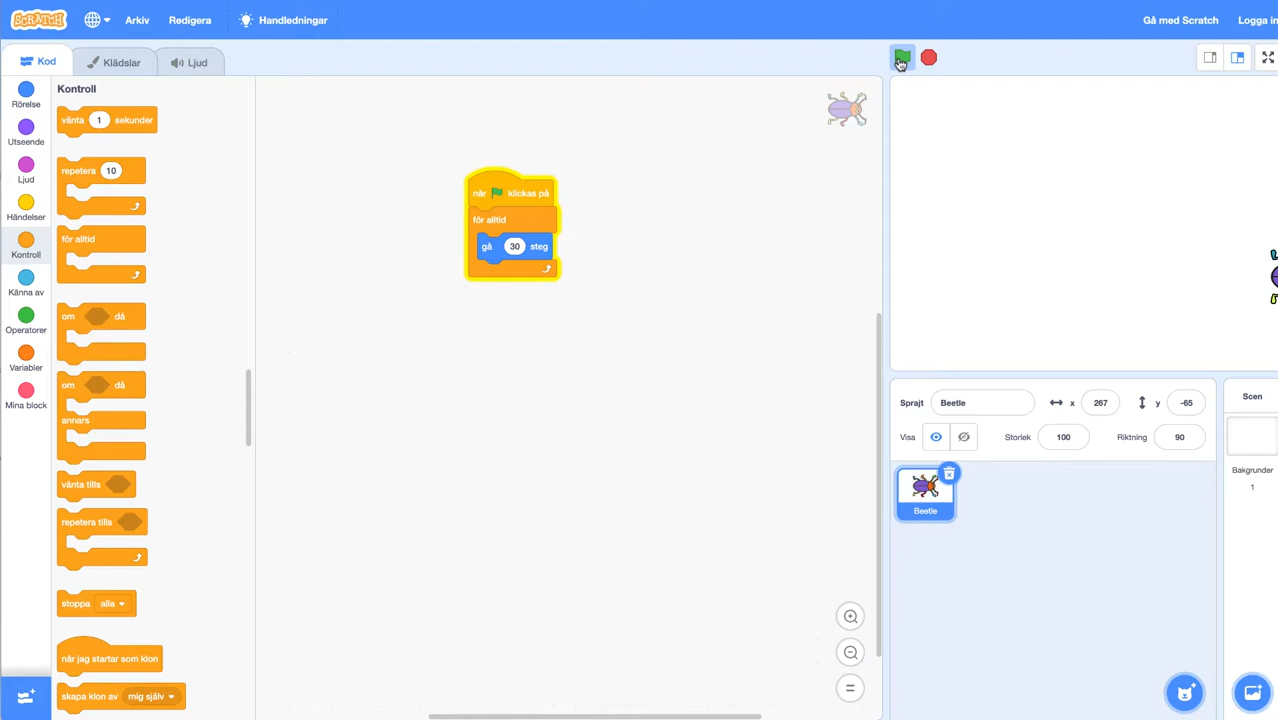 SCRATCH
Arkiv
Redigera
Handledningar
Gå med Scratch
Logga in
Kod
Klädslar
Ljud
Rörelse
Utseende
Ljud
Händelser
Kontroll
Känna av
Operatorer
Variabler
Mina block
Kontroll
vänta 1 sekunder
repetera 10
för alltid
om då
om då
annars
vänta tills
repetera tills
stoppa alla
när jag startar som klon
skapa klon av mig själv
när klickas på
för alltid
gå 30 steg
Sprajt Beetle x 267 y -65
Visa Storlek 100 Riktning 90
Beetle
Scen
Bakgrunder
1